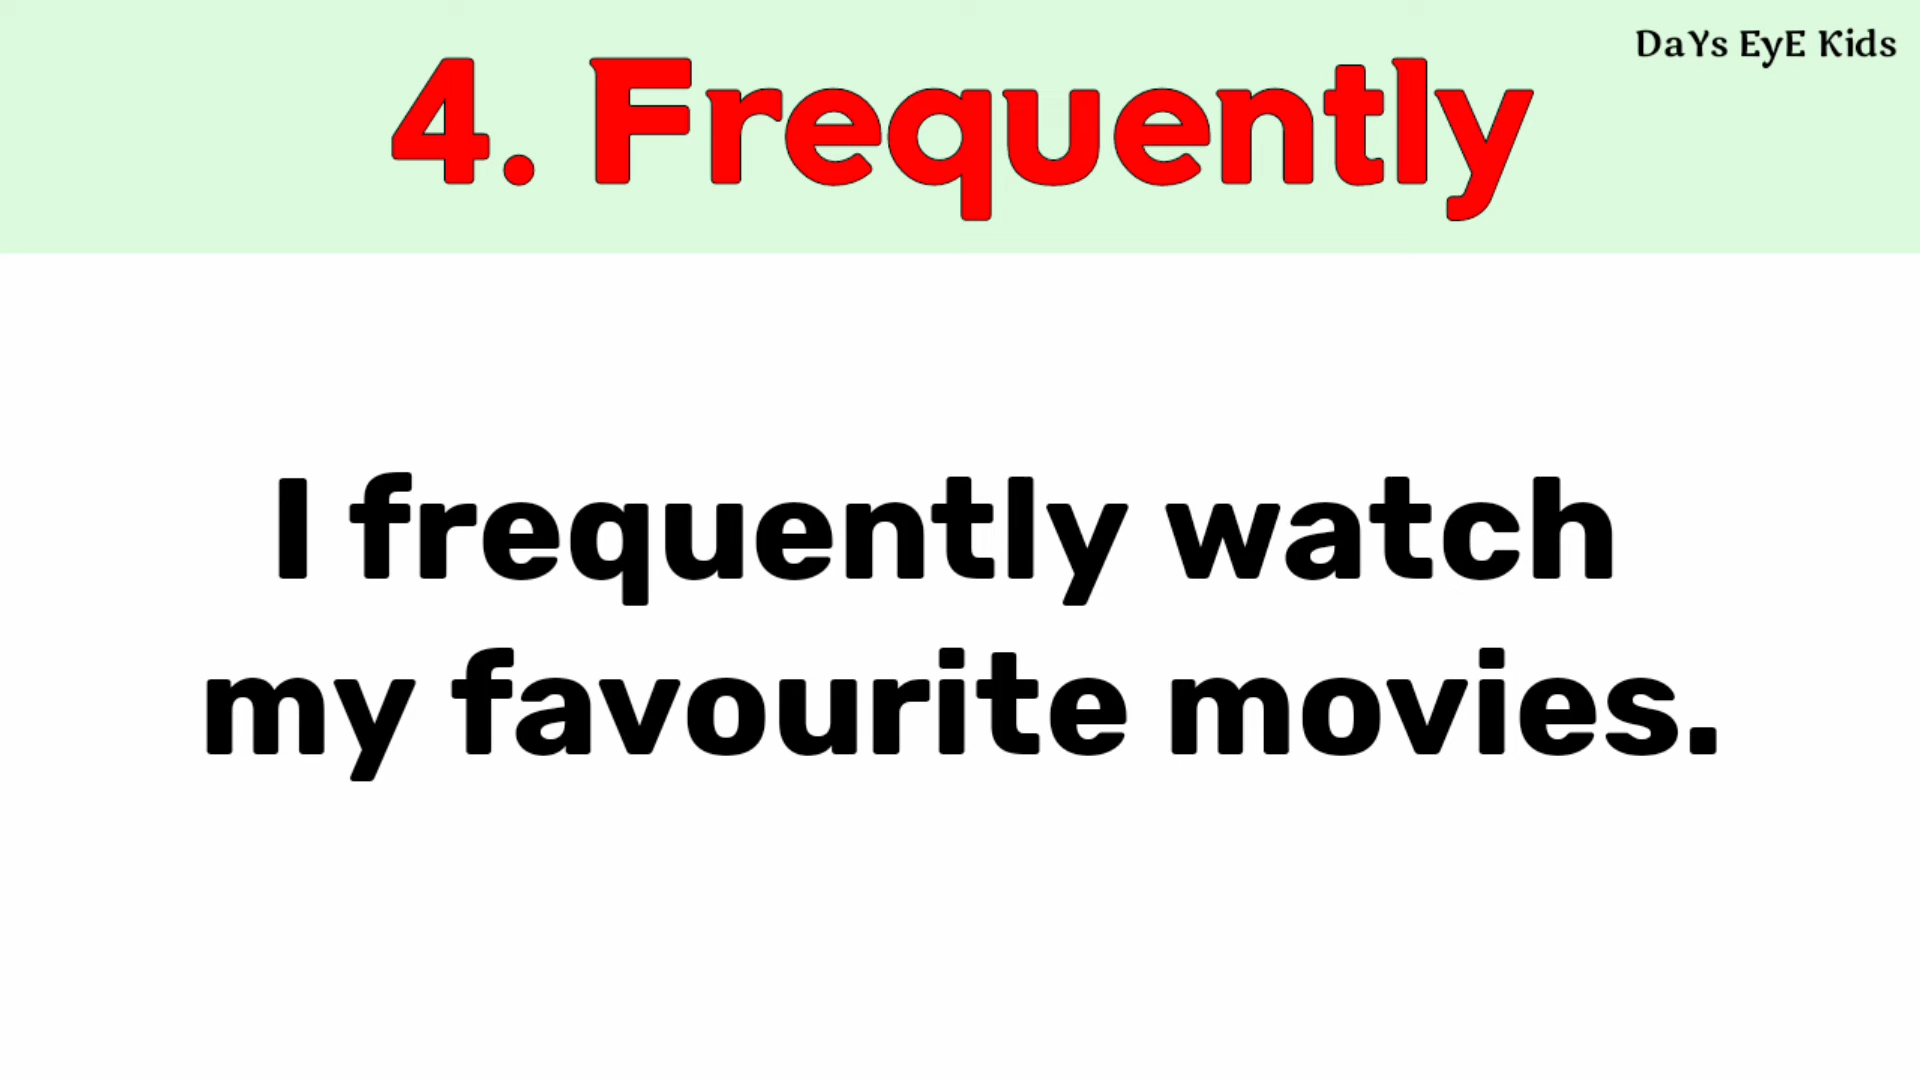 DaYs EyE Kids
4. Frequently
I frequently watch
my favourite movies.